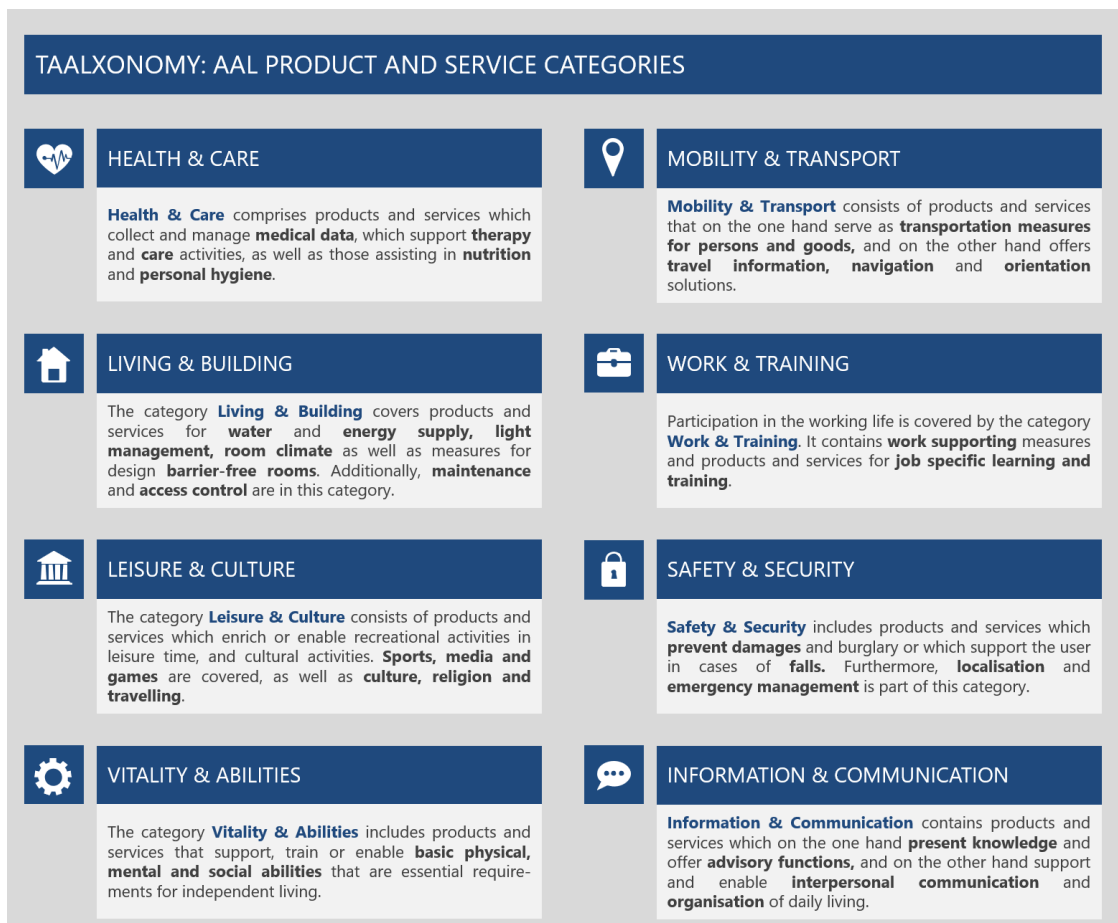 TAALXONOMY: AAL PRODUCT AND SERVICE CATEGORIES
HEALTH & CARE
Health & Care comprises products and services which
collect and manage medical data, which support therapy
and care activities, as well as those assisting in nutrition
and personal hygiene.
MOBILITY & TRANSPORT
Mobility & Transport consists of products and services
that on the one hand serve as transportation measures
for persons and goods, and on the other hand offers
travel information, navigation and orientation
solutions.
LIVING & BUILDING
The category Living & Building covers products and
services for water and energy supply, light
management, room climate as well as measures for
design barrier-free rooms. Additionally, maintenance
and access control are in this category.
WORK & TRAINING
Participation in the working life is covered by the category
Work & Training. It contains work supporting measures
and products and services for job specific learning and
training.
LEISURE & CULTURE
The category Leisure & Culture consists of products and
services which enrich or enable recreational activities in
leisure time, and cultural activities. Sports, media and
games are covered, as well as culture, religion and
travelling.
SAFETY & SECURITY
Safety & Security includes products and services which
prevent damages and burglary or which support the user
in cases of falls. Furthermore, localisation and
emergency management is part of this category.
VITALITY & ABILITIES
The category Vitality & Abilities includes products and
services that support, train or enable basic physical,
mental and social abilities that are essential require-
ments for independent living.
INFORMATION & COMMUNICATION
Information & Communication contains products and
services which on the one hand present knowledge and
offer advisory functions, and on the other hand support
and enable interpersonal communication and
organisation of daily living.